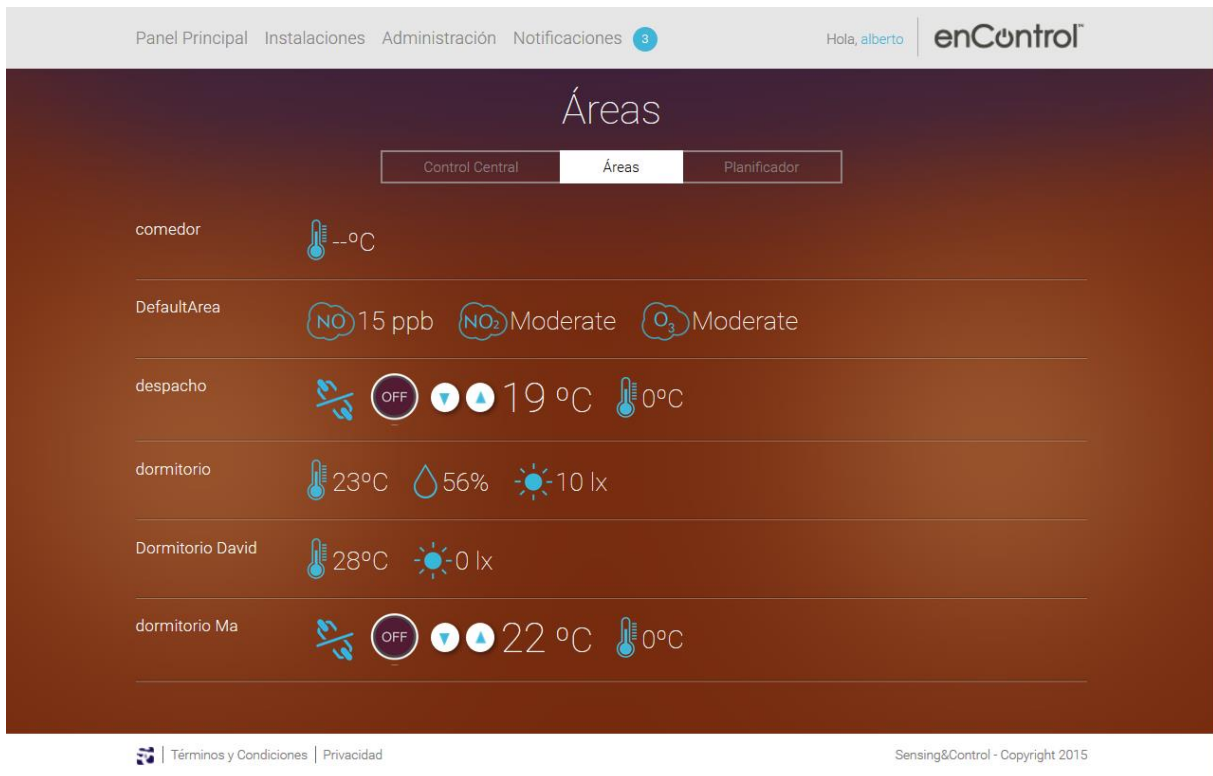 Panel Principal Instalaciones Administración Notificaciones 3 Hola, alberto enControl™
Áreas
Control Central Áreas Planificador
comedor --ºC
DefaultArea NO 15 ppb NO₂ Moderate O₃ Moderate
despacho OFF 19 ºC 0ºC
dormitorio 23ºC 56% 10 lx
Dormitorio David 28ºC 0 lx
dormitorio Ma OFF 22 ºC 0ºC
Términos y Condiciones | Privacidad Sensing&Control - Copyright 2015